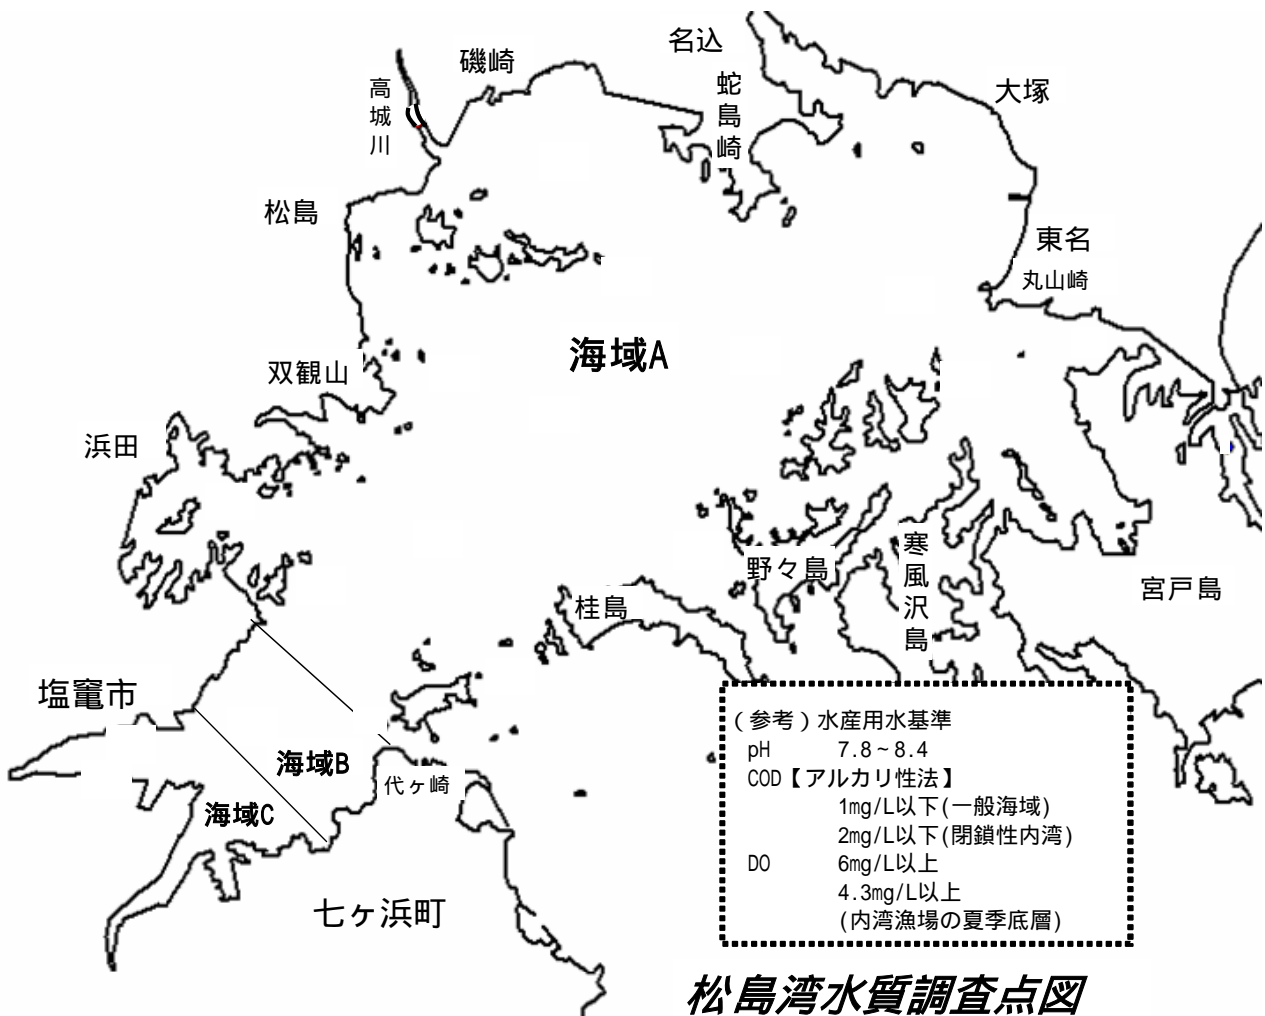 名込
磯崎
高城川
蛇島崎
大塚
松島
東名
丸山崎
海域A
双観山
浜田
野々島
寒風沢島
宮戸島
桂島
塩竈市
海域B
代ヶ崎
海域C
七ヶ浜町
(参考)水産用水基準
pH 7.8~8.4
COD【アルカリ性法】
1mg/L以下(一般海域)
2mg/L以下(閉鎖性内湾)
DO 6mg/L以上
4.3mg/L以上
(内湾漁場の夏季底層)
松島湾水質調査点図